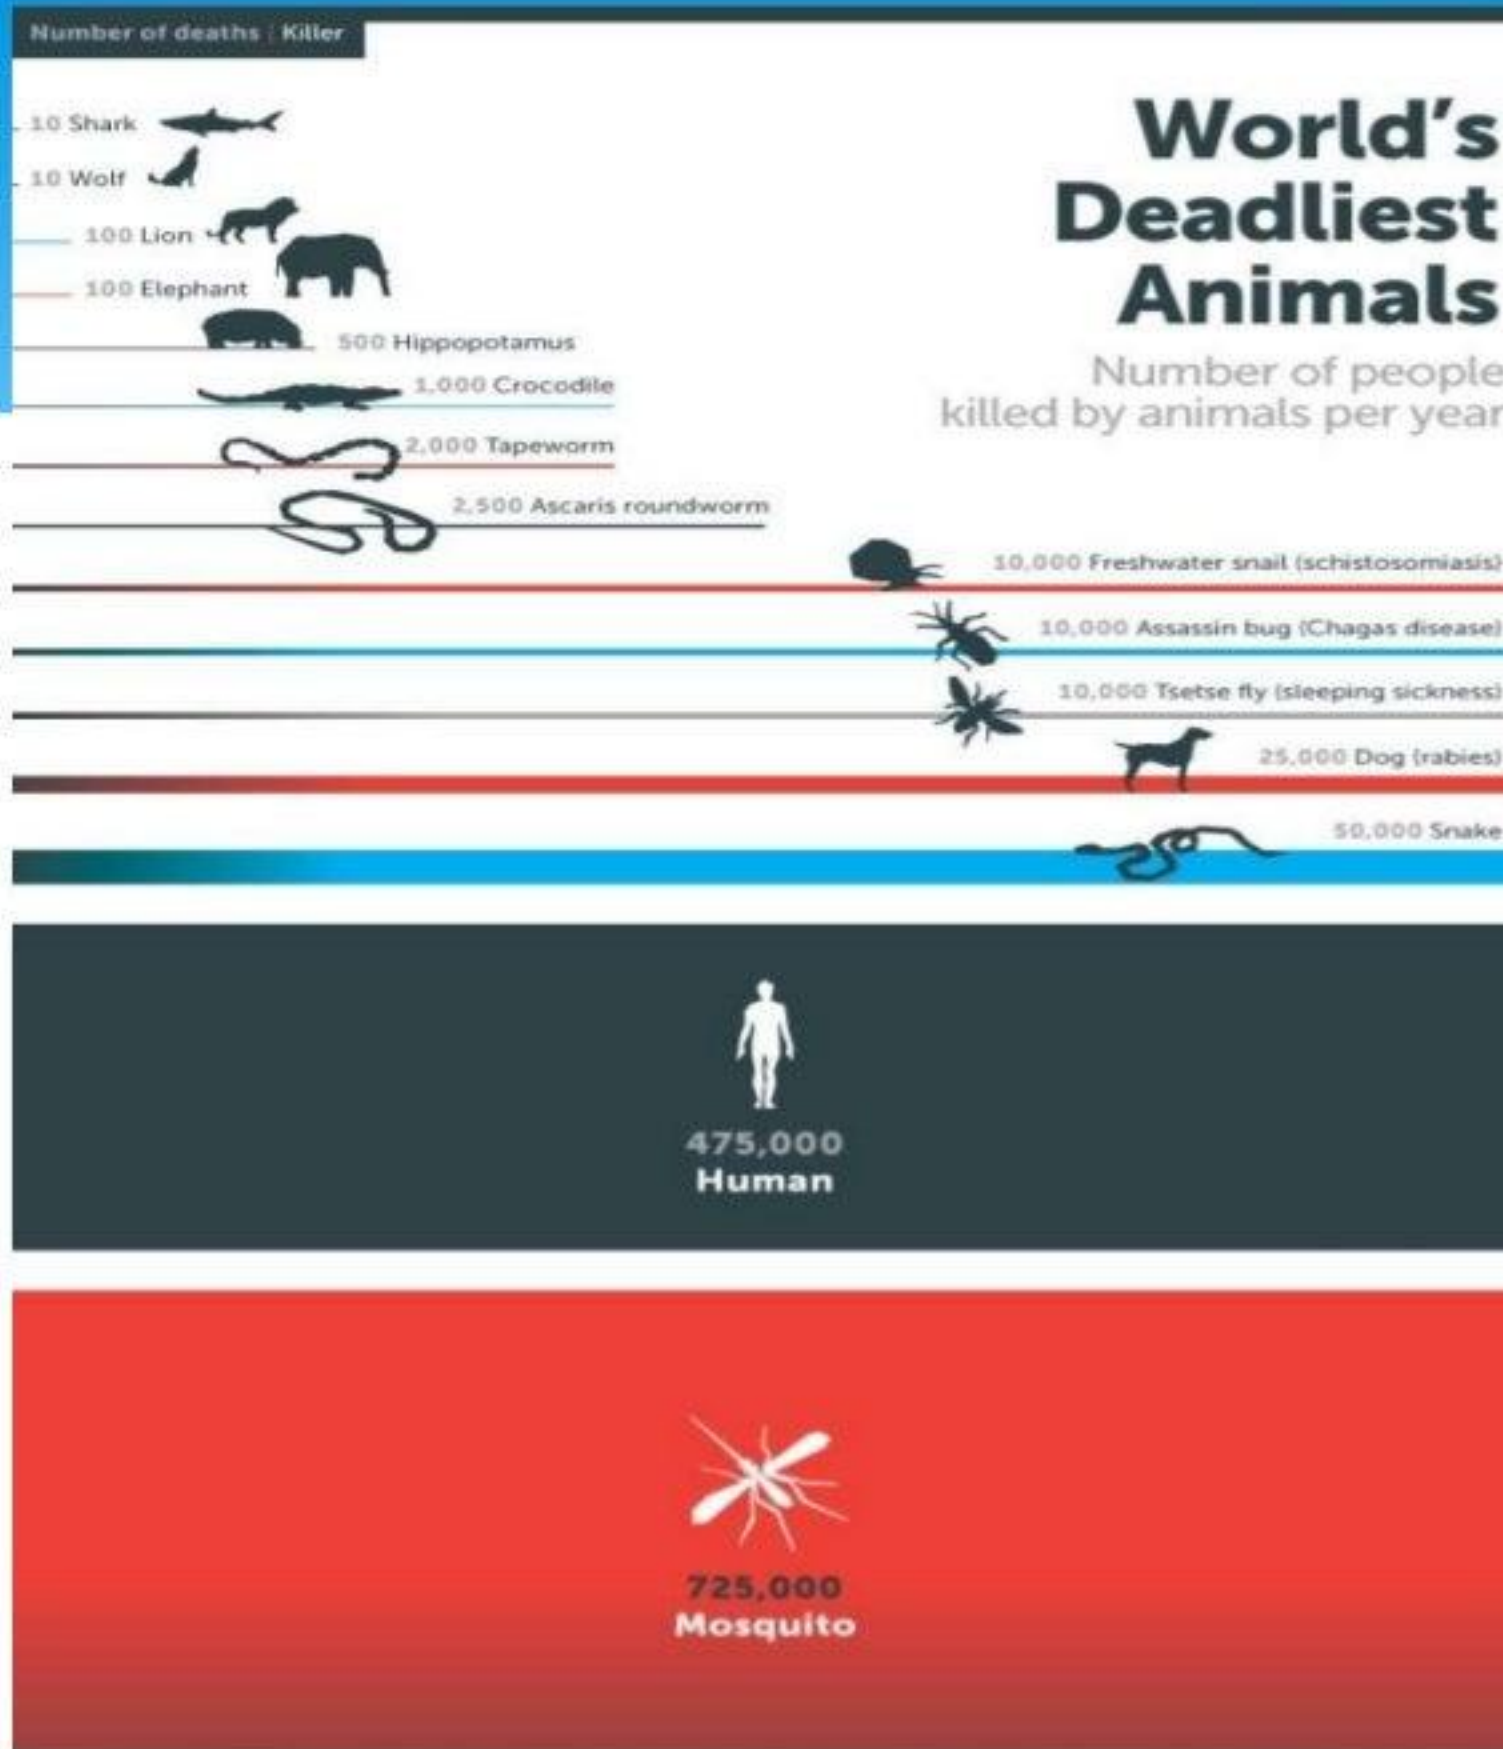 Number of deaths | Killer
10 Shark
10 Wolf
100 Lion
100 Elephant
500 Hippopotamus
1,000 Crocodile
2,000 Tapeworm
2,500 Ascaris roundworm
World's
Deadliest
Animals
Number of people
killed by animals per year
10,000 Freshwater snail (schistosomiasis)
10,000 Assassin bug (Chagas disease)
10,000 Tsetse fly (sleeping sickness)
25,000 Dog (rabies)
50,000 Snake
475,000
Human
725,000
Mosquito